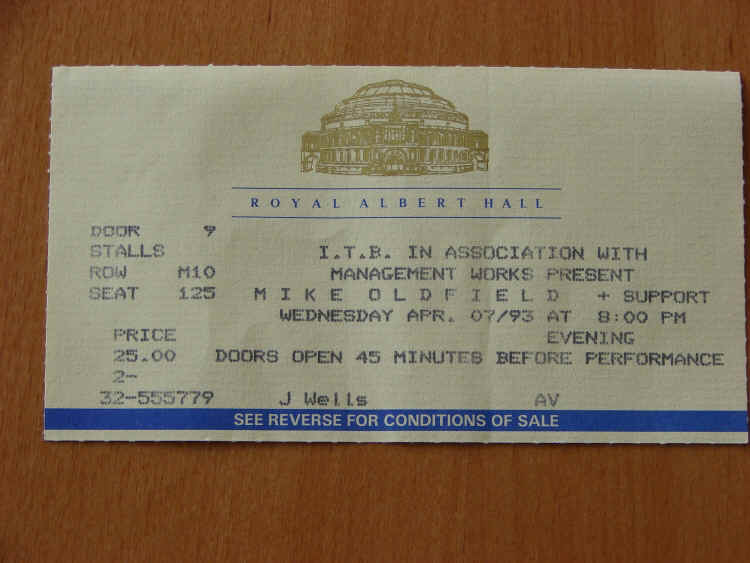 ROYAL ALBERT HALL
DOOR 9
STALLS I.T.B. IN ASSOCIATION WITH
ROW M10 MANAGEMENT WORKS PRESENT
SEAT 125 MIKE OLDFIELD + SUPPORT
WEDNESDAY APR. 07/93 AT 8:00 PM
PRICE EVENING
25.00 DOORS OPEN 45 MINUTES BEFORE PERFORMANCE
2-
32-555779 J Wells AV
SEE REVERSE FOR CONDITIONS OF SALE